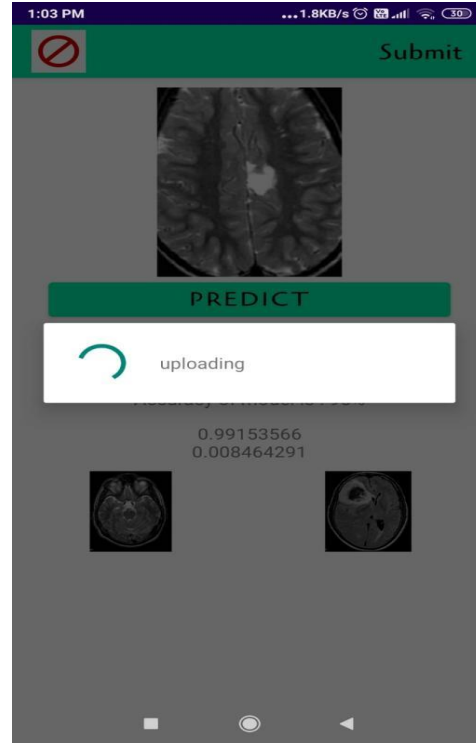 1:03 PM
...1.8KB/s
30
Submit
PREDICT
uploading
0.99153566
0.008464291